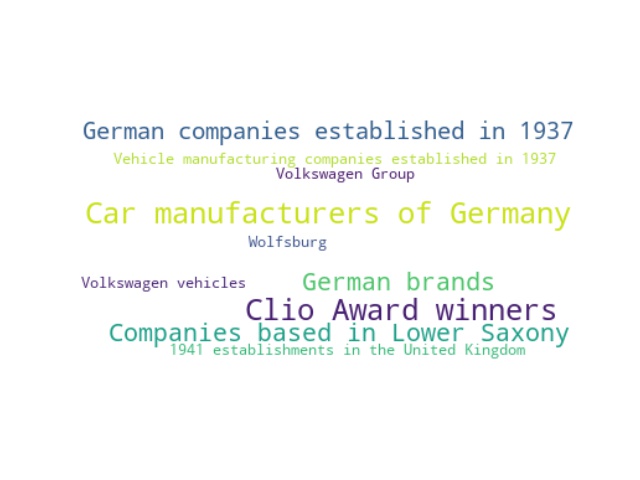 German companies established in 1937
Vehicle manufacturing companies established in 1937
Volkswagen Group
Car manufacturers of Germany
Wolfsburg
Volkswagen vehicles
German brands
Clio Award winners
Companies based in Lower Saxony
1941 establishments in the United Kingdom